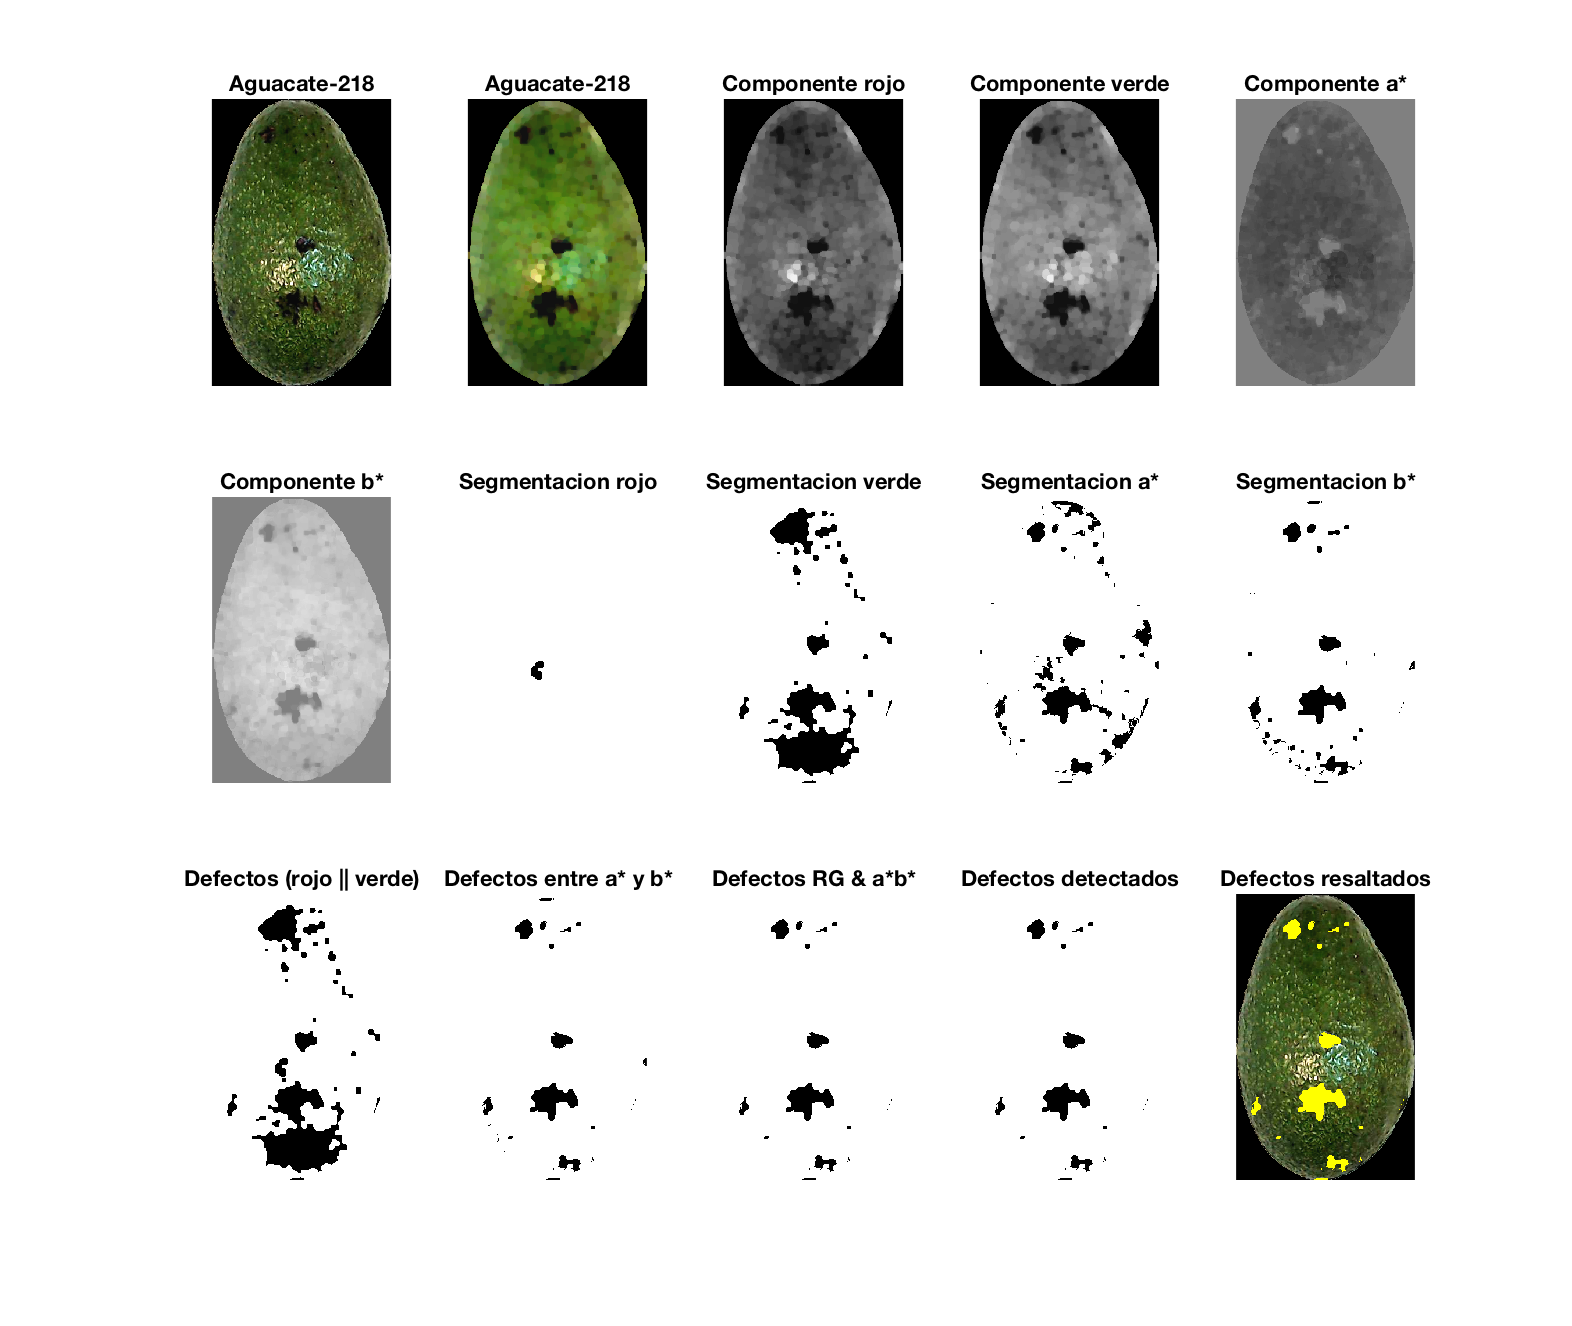 Aguacate-218
Aguacate-218
Componente rojo
Componente verde
Componente a*
Componente b*
Segmentacion rojo
Segmentacion verde
Segmentacion a*
Segmentacion b*
Defectos (rojo || verde)
Defectos entre a* y b*
Defectos RG & a*b*
Defectos detectados
Defectos resaltados